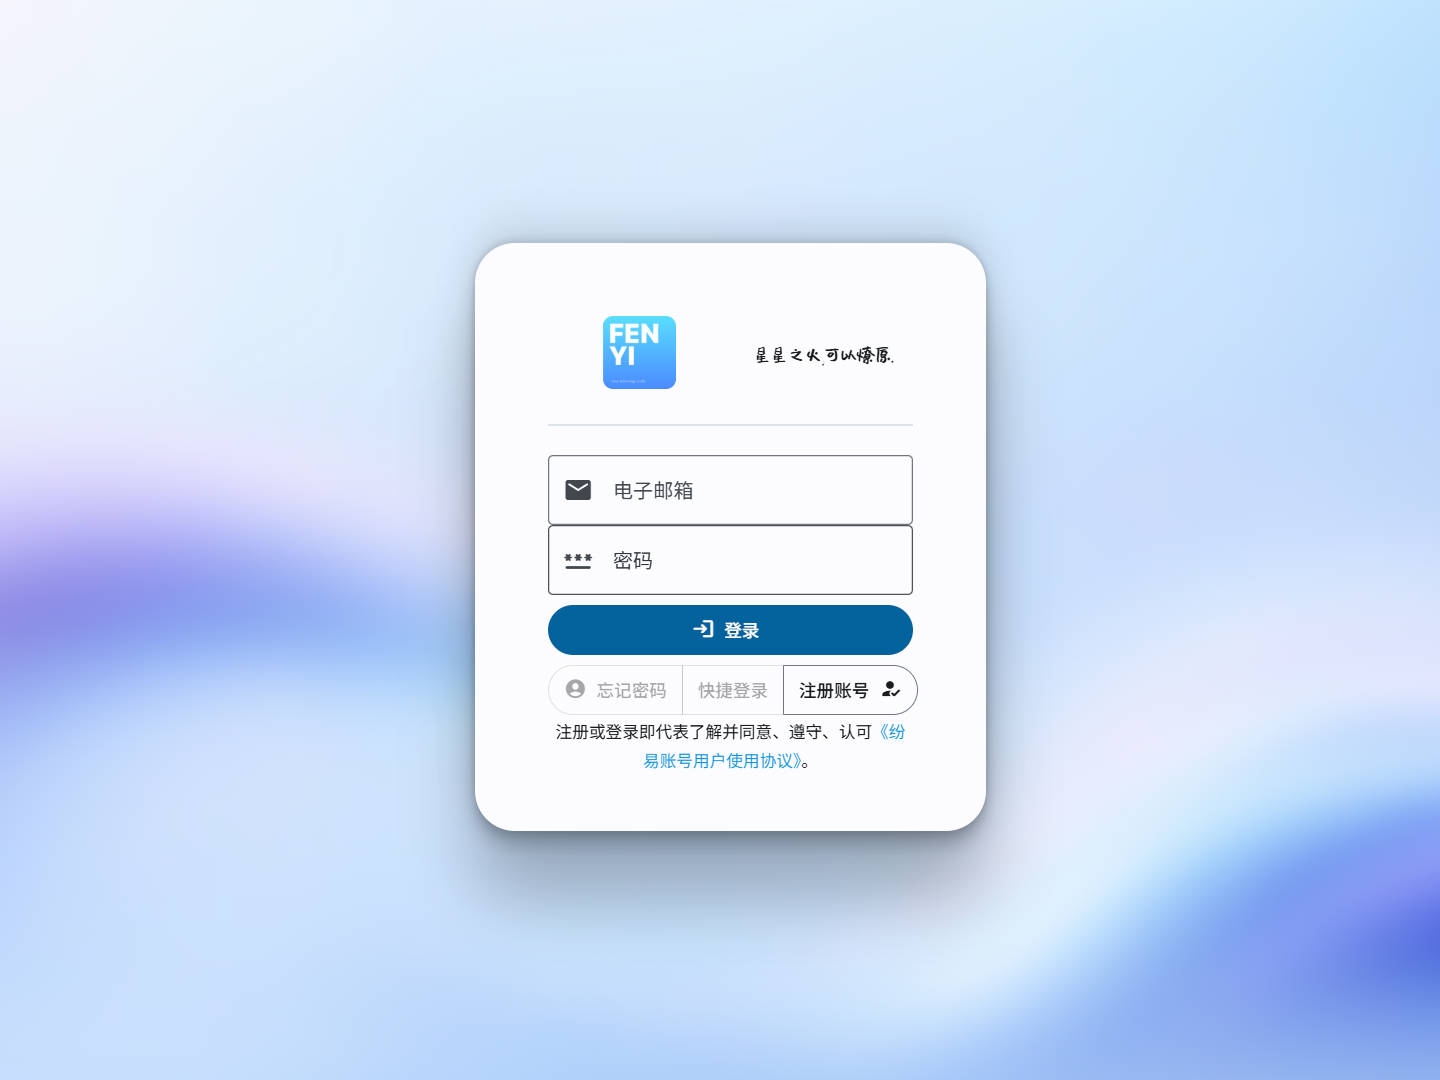 FEN
YI
星星之火,可以燎原.
电子邮箱
密码
登录
忘记密码
快捷登录
注册账号
注册或登录即代表了解并同意、遵守、认可《纷
易账号用户使用协议》。